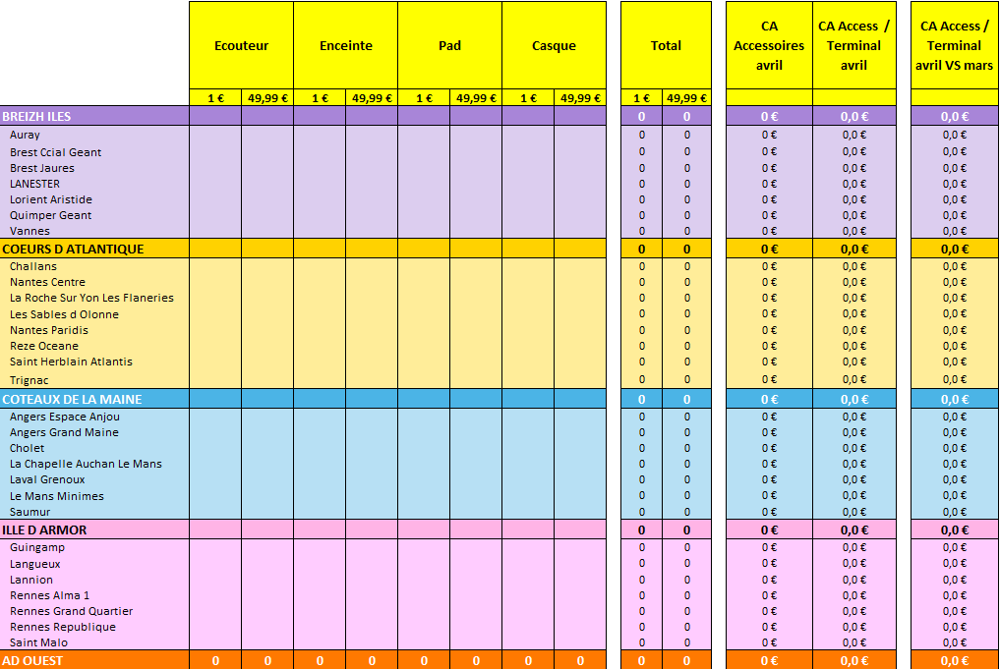 Ecouteur Enceinte Pad Casque Total CA Accessoires avril CA Access / Terminal avril CA Access / Terminal avril VS mars
1 € 49,99 € 1 € 49,99 € 1 € 49,99 € 1 € 49,99 € 1 € 49,99 €
BREIZH ILES 0 0 0 € 0,0 € 0,0 €
Auray 0 0 0 € 0,0 € 0,0 €
Brest Ccial Geant 0 0 0 € 0,0 € 0,0 €
Brest Jaures 0 0 0 € 0,0 € 0,0 €
LANESTER 0 0 0 € 0,0 € 0,0 €
Lorient Aristide 0 0 0 € 0,0 € 0,0 €
Quimper Geant 0 0 0 € 0,0 € 0,0 €
Vannes 0 0 0 € 0,0 € 0,0 €
COEURS D ATLANTIQUE 0 0 0 € 0,0 € 0,0 €
Challans 0 0 0 € 0,0 € 0,0 €
Nantes Centre 0 0 0 € 0,0 € 0,0 €
La Roche Sur Yon Les Flaneries 0 0 0 € 0,0 € 0,0 €
Les Sables d Olonne 0 0 0 € 0,0 € 0,0 €
Nantes Paridis 0 0 0 € 0,0 € 0,0 €
Reze Oceane 0 0 0 € 0,0 € 0,0 €
Saint Herblain Atlantis 0 0 0 € 0,0 € 0,0 €
Trignac 0 0 0 € 0,0 € 0,0 €
COTEAUX DE LA MAINE 0 0 0 € 0,0 € 0,0 €
Angers Espace Anjou 0 0 0 € 0,0 € 0,0 €
Angers Grand Maine 0 0 0 € 0,0 € 0,0 €
Cholet 0 0 0 € 0,0 € 0,0 €
La Chapelle Auchan Le Mans 0 0 0 € 0,0 € 0,0 €
Laval Grenoux 0 0 0 € 0,0 € 0,0 €
Le Mans Minimes 0 0 0 € 0,0 € 0,0 €
Saumur 0 0 0 € 0,0 € 0,0 €
ILLE D ARMOR 0 0 0 € 0,0 € 0,0 €
Guingamp 0 0 0 € 0,0 € 0,0 €
Langueux 0 0 0 € 0,0 € 0,0 €
Lannion 0 0 0 € 0,0 € 0,0 €
Rennes Alma 1 0 0 0 € 0,0 € 0,0 €
Rennes Grand Quartier 0 0 0 € 0,0 € 0,0 €
Rennes Republique 0 0 0 € 0,0 € 0,0 €
Saint Malo 0 0 0 € 0,0 € 0,0 €
AD OUEST 0 0 0 0 0 0 0 0 0 0 0 € 0,0 € 0,0 €